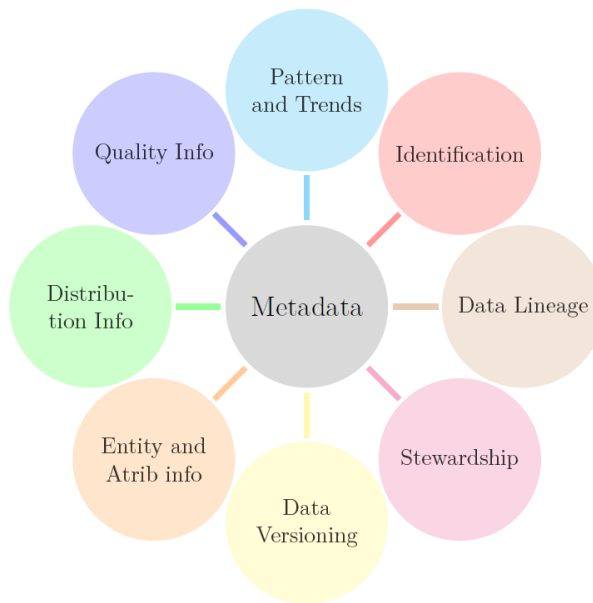 Pattern
and Trends
Quality Info
Identification
Distribu-
tion Info
Metadata
Data Lineage
Entity and
Atrib info
Stewardship
Data
Versioning